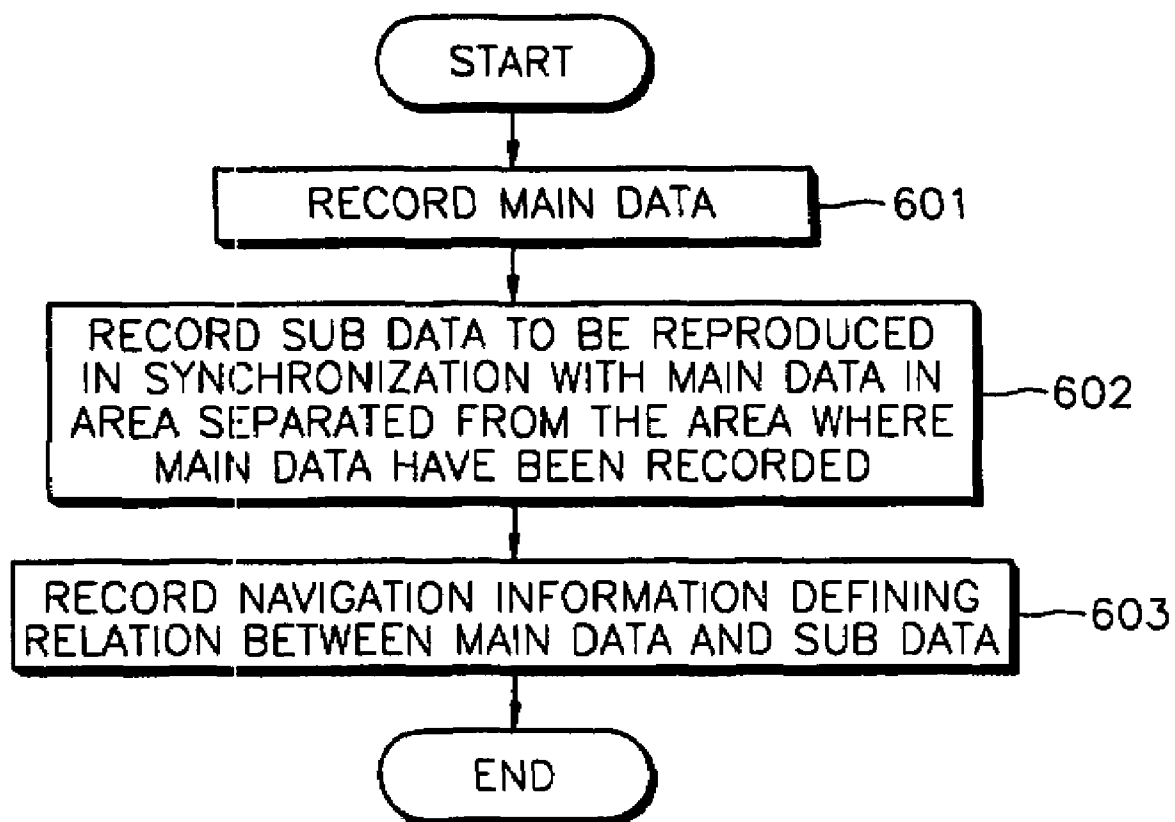 START
RECORD MAIN DATA
601
RECORD SUB DATA TO BE REPRODUCED
IN SYNCHRONIZATION WITH MAIN DATA IN
AREA SEPARATED FROM THE AREA WHERE
MAIN DATA HAVE BEEN RECORDED
602
RECORD NAVIGATION INFORMATION DEFINING
RELATION BETWEEN MAIN DATA AND SUB DATA
603
END